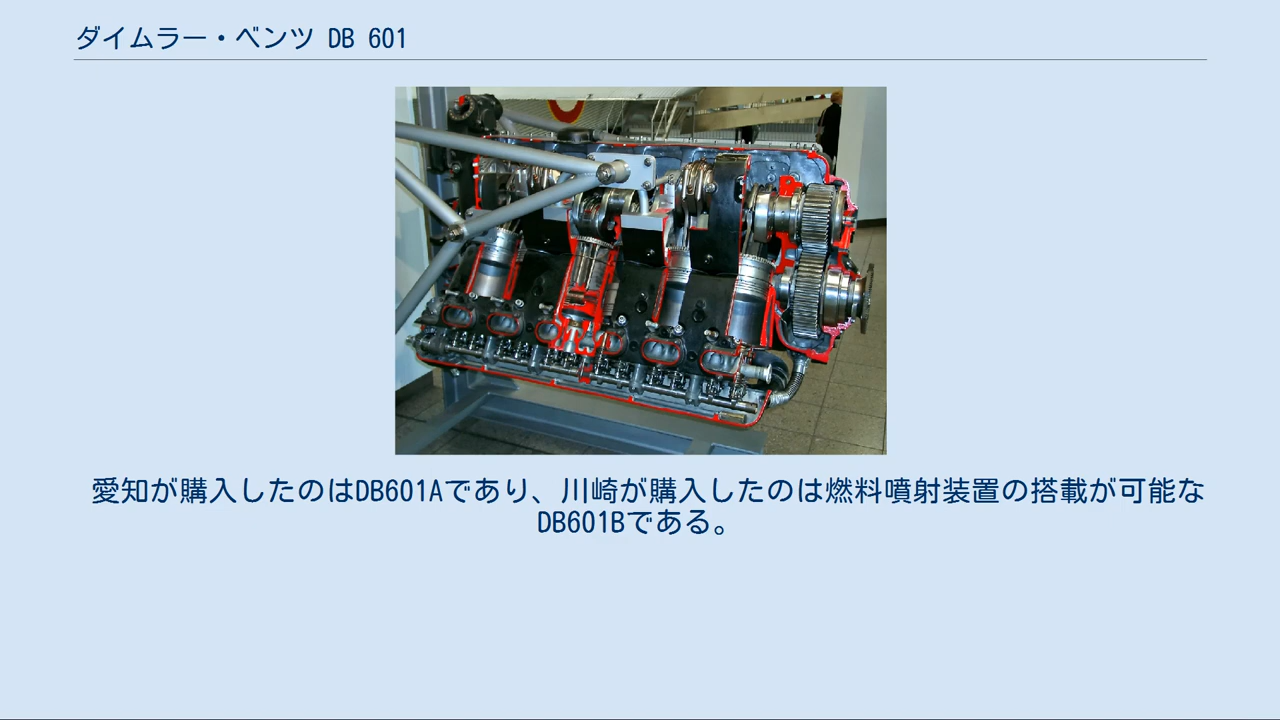 ダイムラー・ベンツ DB 601
愛知が購入したのはDB601Aであり、川崎が購入したのは燃料噴射装置の搭載が可能な
DB601Bである。